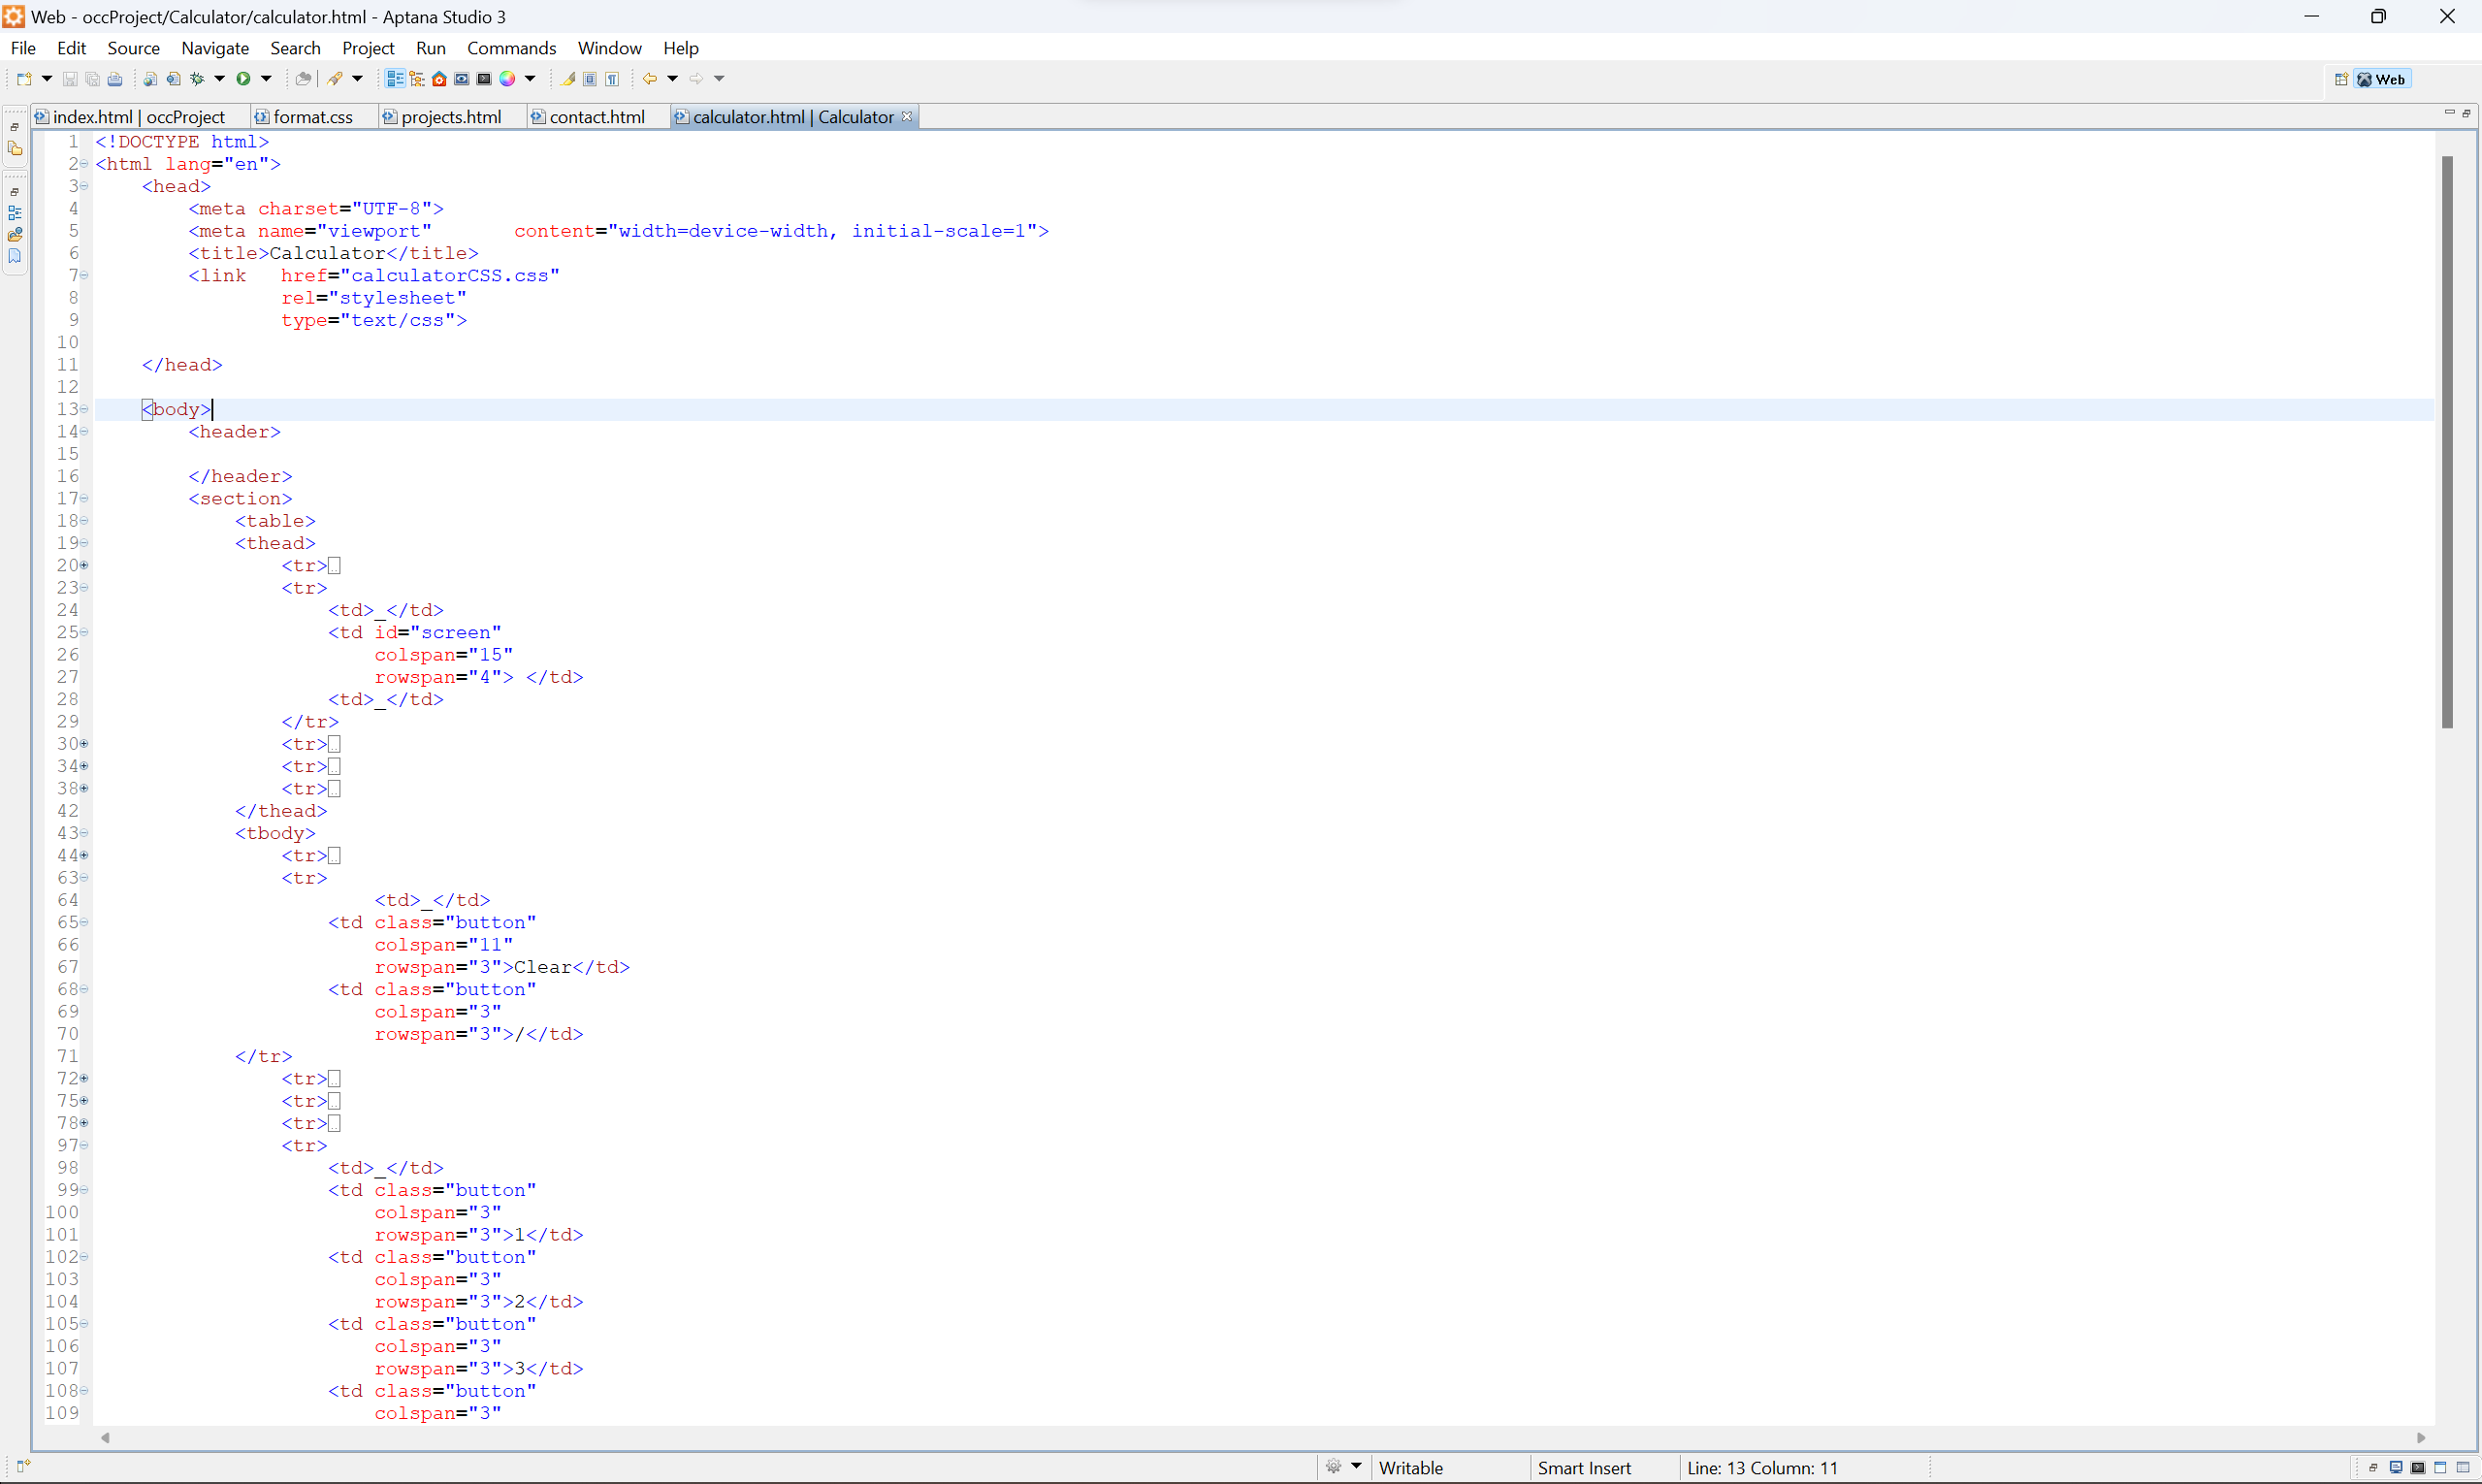 Web - occProject/Calculator/calculator.html - Aptana Studio 3
File Edit Source Navigate Search Project Run Commands Window Help
Web
index.html | occProject format.css projects.html contact.html calculator.html | Calculator
1 <!DOCTYPE html>
2 <html lang="en">
3 <head>
4 <meta charset="UTF-8">
5 <meta name="viewport" content="width=device-width, initial-scale=1">
6 <title>Calculator</title>
7 <link href="calculatorCSS.css"
8 rel="stylesheet"
9 type="text/css">
10
11 </head>
12
13 <body>
14 <header>
15
16 </header>
17 <section>
18 <table>
19 <thead>
20 <tr>
23 <tr>
24 <td>_</td>
25 <td id="screen"
26 colspan="15"
27 rowspan="4"> </td>
28 <td>_</td>
29 </tr>
30 <tr>
34 <tr>
38 <tr>
42 </thead>
43 <tbody>
44 <tr>
63 <tr>
64 <td>_</td>
65 <td class="button"
66 colspan="11"
67 rowspan="3">Clear</td>
68 <td class="button"
69 colspan="3"
70 rowspan="3">/</td>
71 </tr>
72 <tr>
75 <tr>
78 <tr>
97 <tr>
98 <td>_</td>
99 <td class="button"
100 colspan="3"
101 rowspan="3">1</td>
102 <td class="button"
103 colspan="3"
104 rowspan="3">2</td>
105 <td class="button"
106 colspan="3"
107 rowspan="3">3</td>
108 <td class="button"
109 colspan="3"
Writable Smart Insert Line: 13 Column: 11